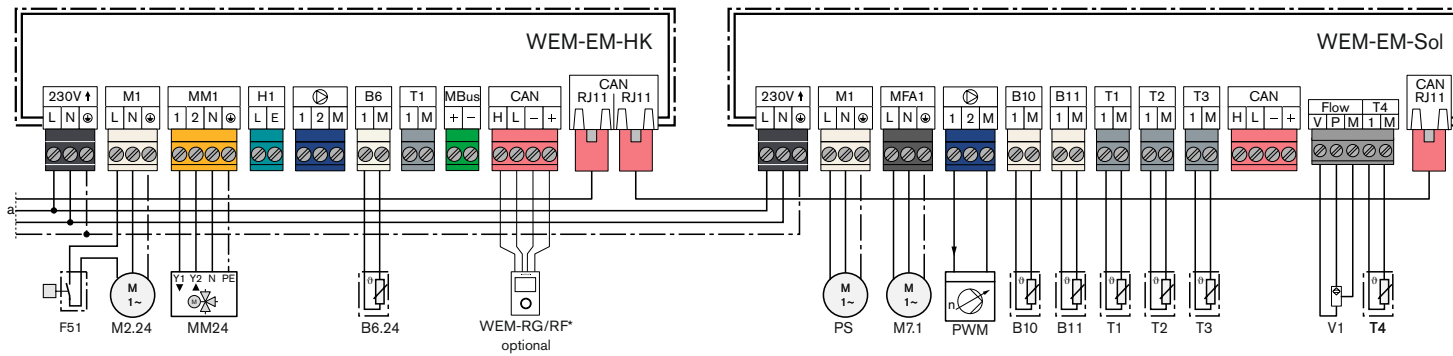 WEM-EM-HK WEM-EM-Sol
CAN CAN
230V M1 MM1 H1 B6 T1 MBus CAN RJ11 RJ11 230V M1 MFA1 B10 B11 T1 T2 T3 CAN Flow T4 RJ11
L N L N 1 2 N L E 1 2 M 1 M 1 M + − H L − + L N L N L N 1 2 M 1 M 1 M 1 M 1 M 1 M H L − + V P M 1 M
a
Y1 Y2 N PE ϑ n ϑ ϑ ϑ ϑ ϑ ϑ
M M M M
1~ 1~ 1~
F51 M2.24 MM24 B6.24 WEM-RG/RF* PS M7.1 PWM B10 B11 T1 T2 T3 V1 T4
optional